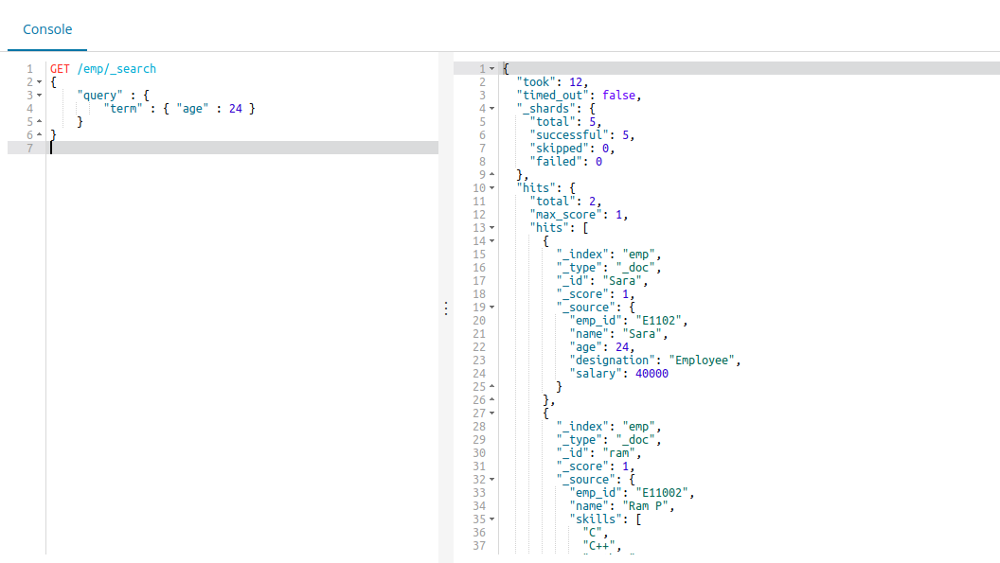 Console
1 GET /emp/_search
2 {
3 "query" : {
4 "term" : { "age" : 24 }
5 }
6 }
7
1 {
2 "took": 12,
3 "timed_out": false,
4 "_shards": {
5 "total": 5,
6 "successful": 5,
7 "skipped": 0,
8 "failed": 0
9 },
10 "hits": {
11 "total": 2,
12 "max_score": 1,
13 "hits": [
14 {
15 "_index": "emp",
16 "_type": "_doc",
17 "_id": "Sara",
18 "_score": 1,
19 "_source": {
20 "emp_id": "E1102",
21 "name": "Sara",
22 "age": 24,
23 "designation": "Employee",
24 "salary": 40000
25 }
26 },
27 {
28 "_index": "emp",
29 "_type": "_doc",
30 "_id": "ram",
31 "_score": 1,
32 "_source": {
33 "emp_id": "E11002",
34 "name": "Ram P",
35 "skills": [
36 "C",
37 "C++",